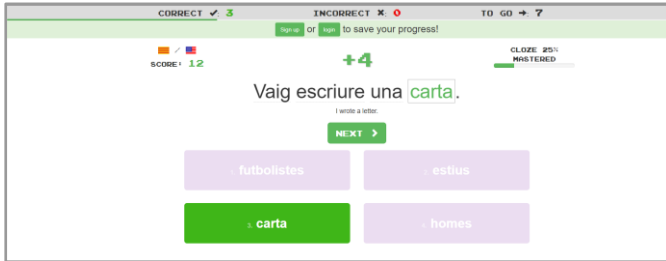 CORRECT ✔: 3 INCORRECT ✖: 0 TO GO ➔: 7
Sign up or login to save your progress!
/
SCORE: 12
+4
CLOZE 25%
MASTERED
Vaig escriure una carta.
I wrote a letter.
NEXT >
1. futbolistes
2. estius
3. carta
4. homes